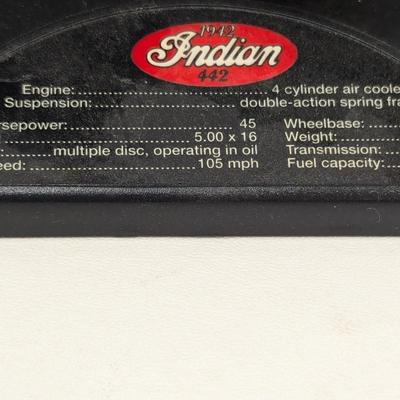 1942
Indian
442
Engine: 4 cylinder air coole
Suspension: double-action spring fra
rsepower: 45 Wheelbase:
5.00 x 16 Weight:
multiple disc, operating in oil Transmission:
eed: 105 mph Fuel capacity: